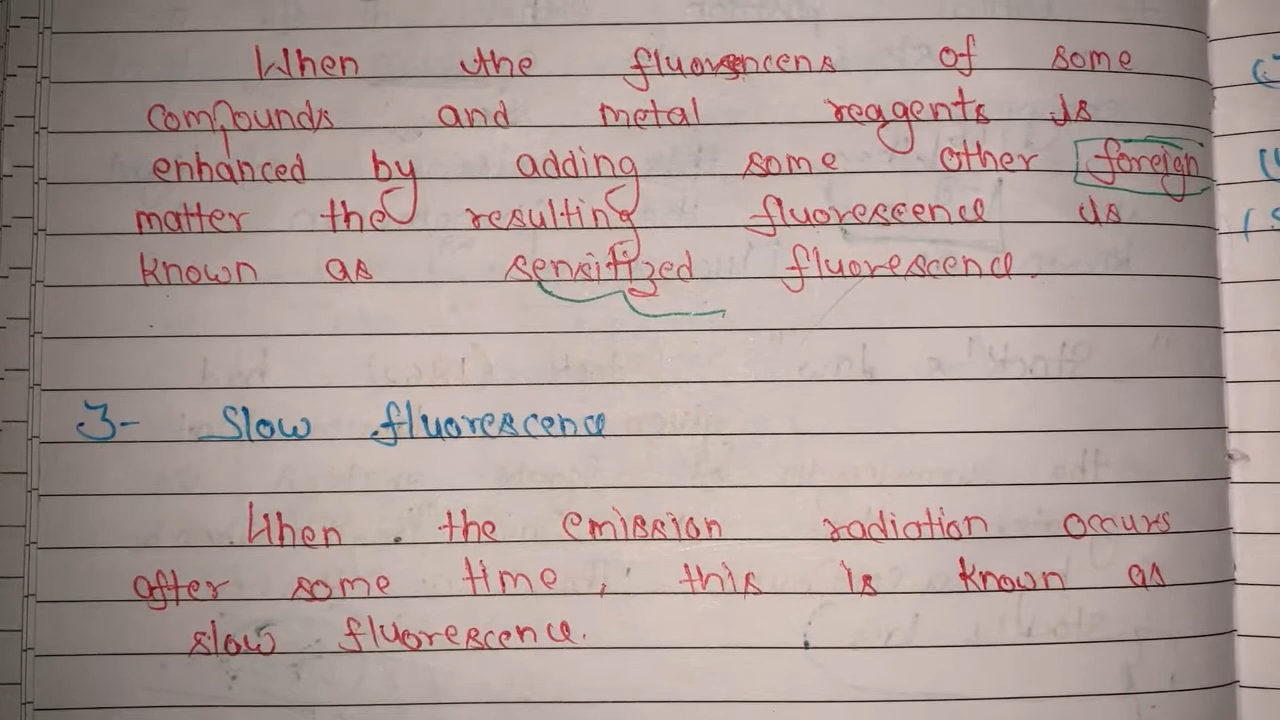 When the fluorescens of some
compounds and metal reagents is
enhanced by adding some other foreign
matter the resulting fluorescence is
known as sensitized fluorescence.
3- Slow fluorescence
When the emission radiation occurs
after some time, this is known as
slow fluorescence.